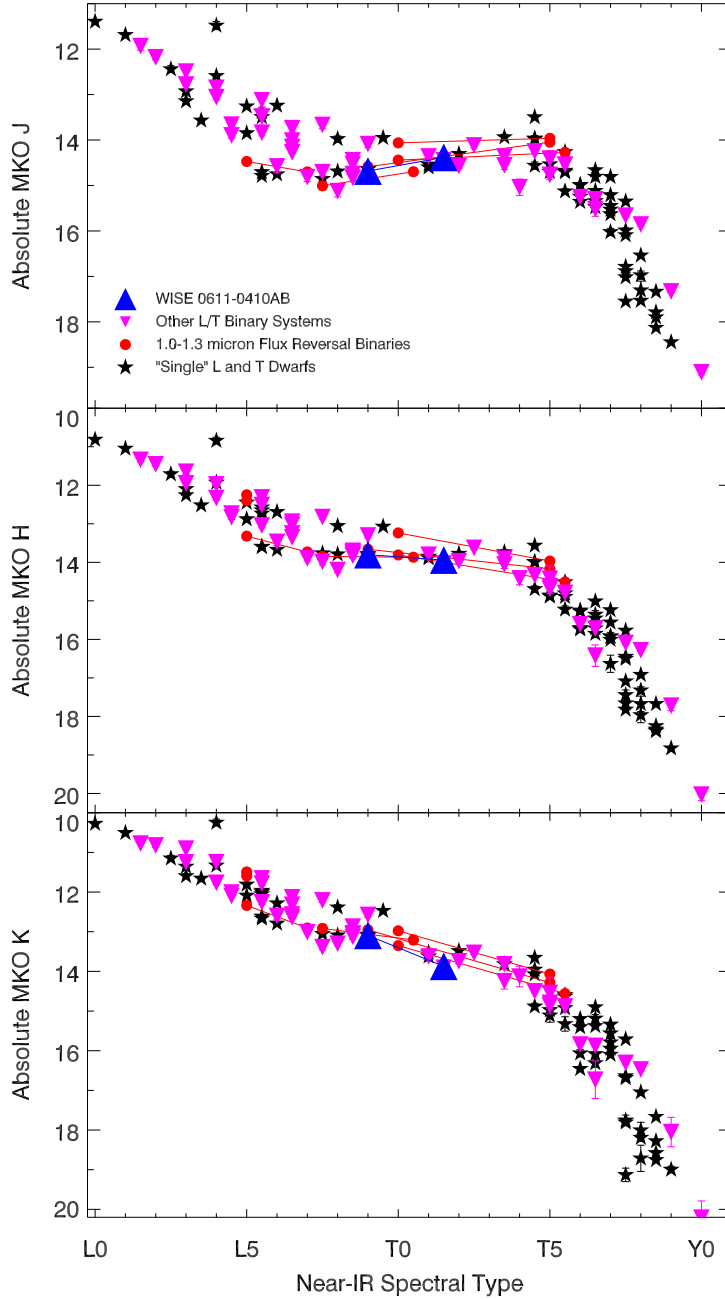 12
14
16
18
Absolute MKO J
WISE 0611-0410AB
Other L/T Binary Systems
1.0-1.3 micron Flux Reversal Binaries
"Single" L and T Dwarfs
10
12
14
16
18
20
Absolute MKO H
10
12
14
16
18
20
Absolute MKO K
L0 L5 T0 T5 Y0
Near-IR Spectral Type